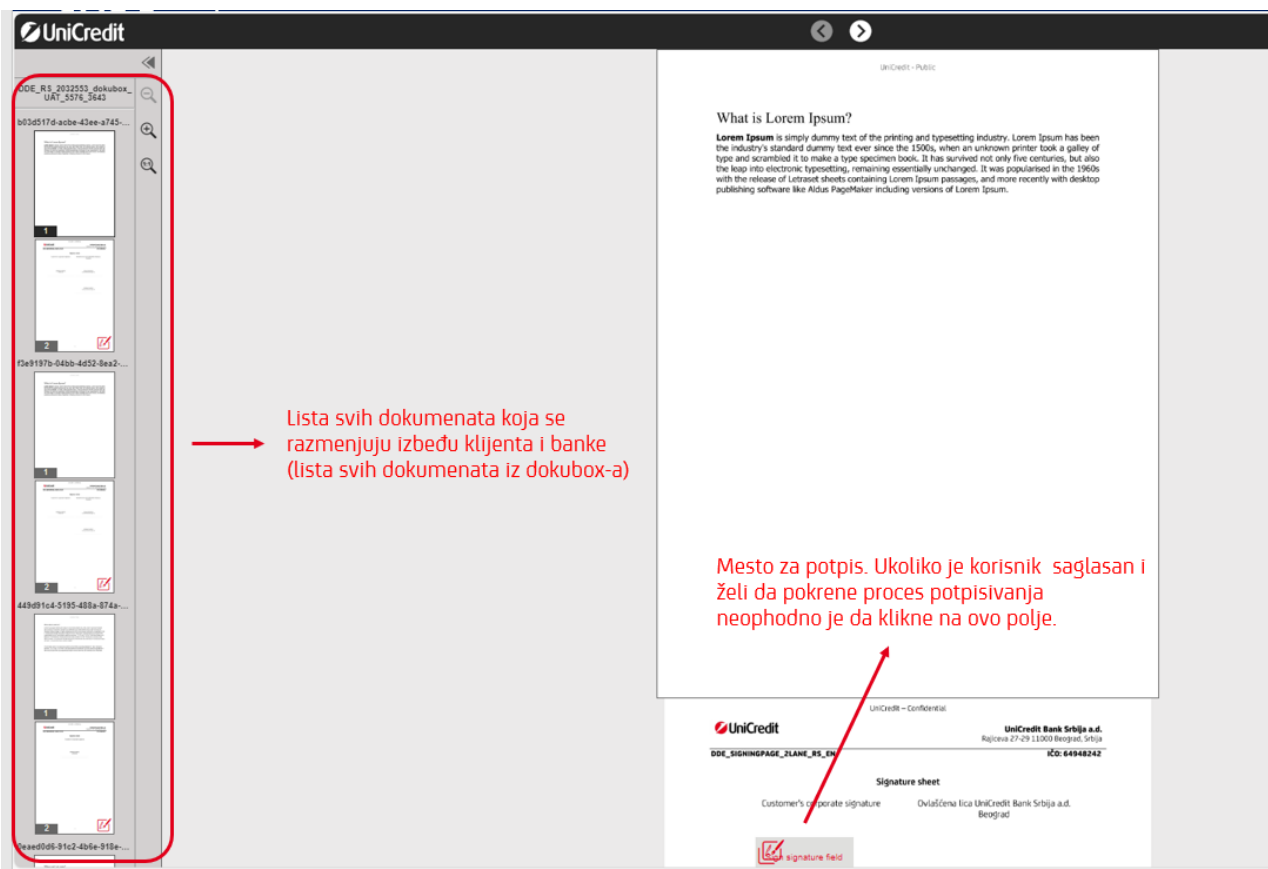 UniCredit
DDE_RS_2032553_dokubox_
UAT_5576_3643
b03d517d-acbe-43ee-a745-...
1
2
f3e9197b-04bb-4d52-8ea2-...
1
2
449d91c4-5195-488a-874a-...
1
2
0eaed0d6-91c2-4b6e-918e-...
Lista svih dokumenata koja se
razmenjuju izbeđu klijenta i banke
(lista svih dokumenata iz dokubox-a)
UniCredit - Public
What is Lorem Ipsum?
Lorem Ipsum is simply dummy text of the printing and typesetting industry. Lorem Ipsum has been
the industry's standard dummy text ever since the 1500s, when an unknown printer took a galley of
type and scrambled it to make a type specimen book. It has survived not only five centuries, but also
the leap into electronic typesetting, remaining essentially unchanged. It was popularised in the 1960s
with the release of Letraset sheets containing Lorem Ipsum passages, and more recently with desktop
publishing software like Aldus PageMaker including versions of Lorem Ipsum.
Mesto za potpis. Ukoliko je korisnik saglasan i
želi da pokrene proces potpisivanja
neophodno je da klikne na ovo polje.
UniCredit – Confidential
UniCredit
UniCredit Bank Srbija a.d.
Rajiceva 27-29 11000 Beograd, Srbija
DDE_SIGNINGPAGE_2LANE_RS_EN
IČO: 64948242
Signature sheet
Customer's corporate signature
Ovlašćena lica UniCredit Bank Srbija a.d.
Beograd
Sign signature field